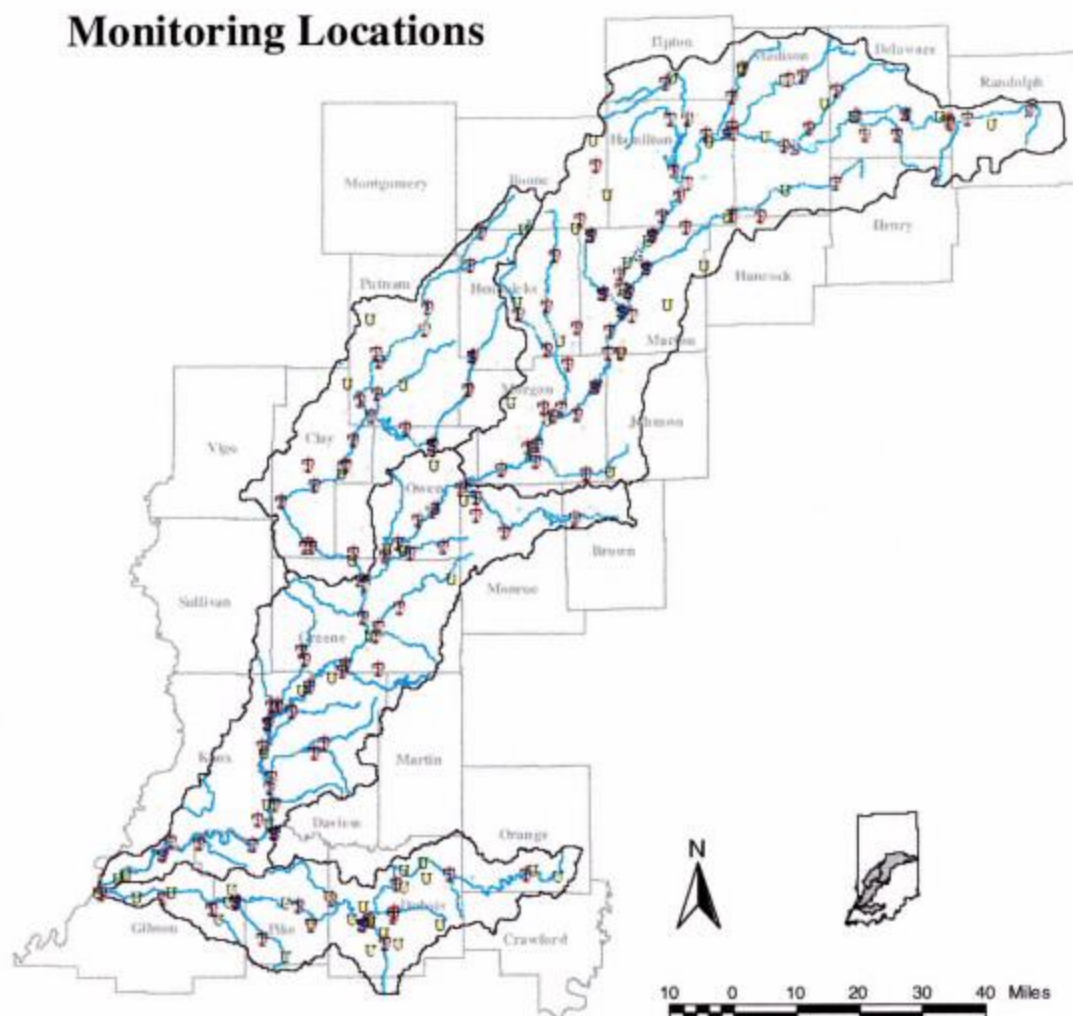 Monitoring Locations
Tipton
Madison
Delaware
Randolph
Hamilton
Montgomery
Boone
Henry
Hancock
Putnam
Hendricks
Marion
Morgan
Johnson
Vigo
Clay
Owen
Brown
Monroe
Sullivan
Greene
Martin
Knox
Daviess
Orange
N
Dubois
Gibson
Pike
Crawford
10 0 10 20 30 40 Miles